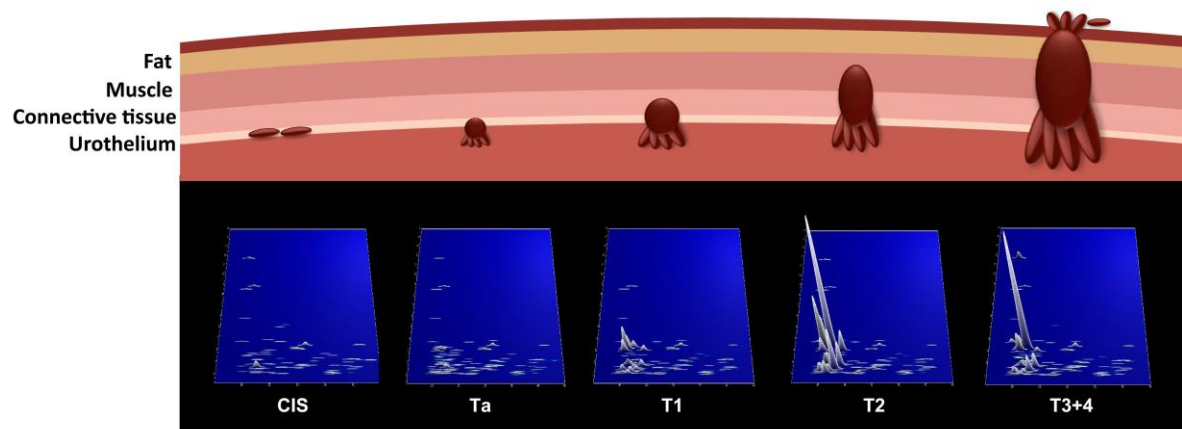 Fat
Muscle
Connective tissue
Urothelium
CIS
Ta
T1
T2
T3+4